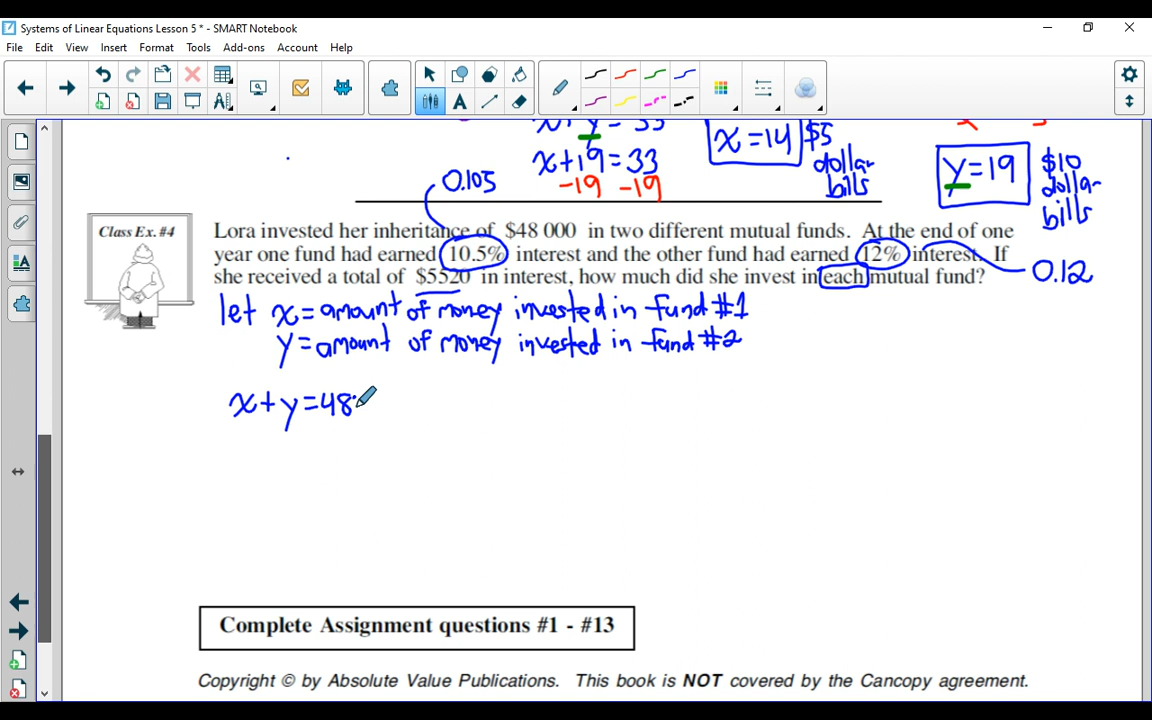 Systems of Linear Equations Lesson 5 * - SMART Notebook
File Edit View Insert Format Tools Add-ons Account Help
x + y = 33
x+19=33
-19 -19
x=14
$5
dollar
bills
y=19
$10
dollar
bills
0.105
Class Ex. #4
Lora invested her inheritance of $48 000 in two different mutual funds. At the end of one
year one fund had earned 10.5% interest and the other fund had earned 12% interest. If
she received a total of $5520 in interest, how much did she invest in each mutual fund?
0.12
let x = amount of money invested in fund #1
y = amount of money invested in fund #2
x+y=48
Complete Assignment questions #1 - #13
Copyright © by Absolute Value Publications. This book is NOT covered by the Cancopy agreement.